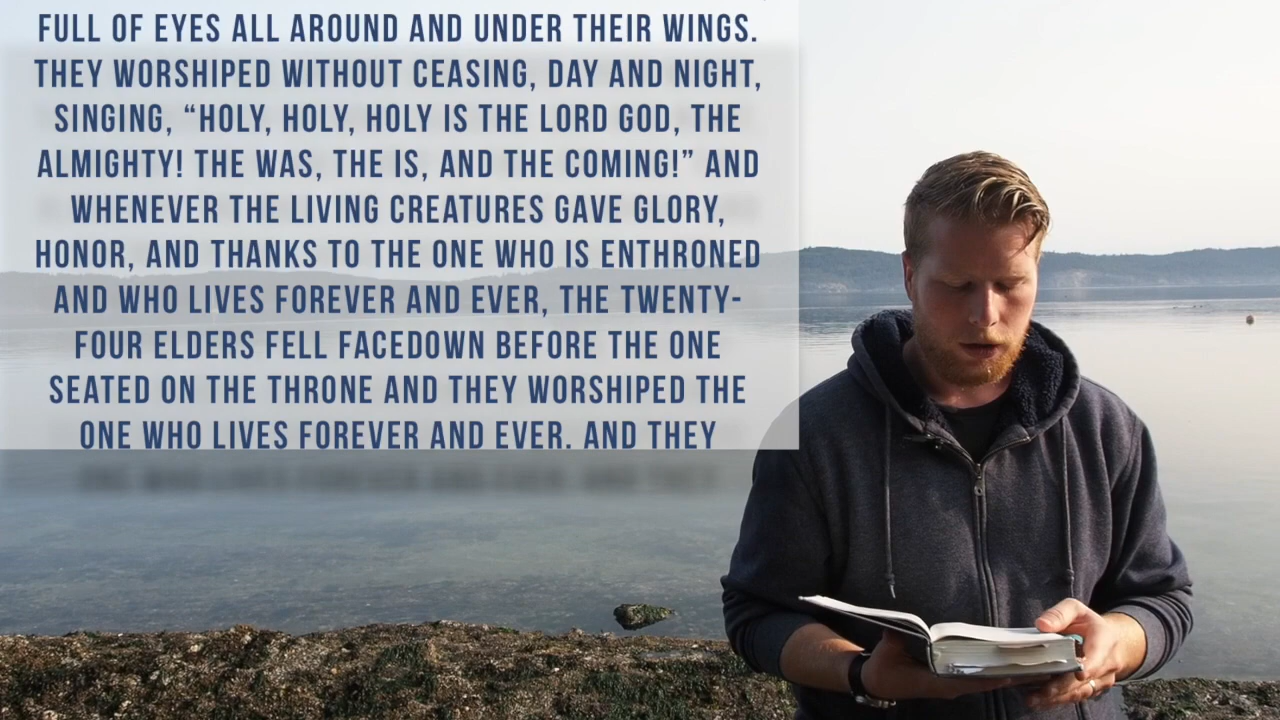 FULL OF EYES ALL AROUND AND UNDER THEIR WINGS.
THEY WORSHIPED WITHOUT CEASING, DAY AND NIGHT,
SINGING, “HOLY, HOLY, HOLY IS THE LORD GOD, THE
ALMIGHTY! THE WAS, THE IS, AND THE COMING!” AND
WHENEVER THE LIVING CREATURES GAVE GLORY,
HONOR, AND THANKS TO THE ONE WHO IS ENTHRONED
AND WHO LIVES FOREVER AND EVER, THE TWENTY-
FOUR ELDERS FELL FACEDOWN BEFORE THE ONE
SEATED ON THE THRONE AND THEY WORSHIPED THE
ONE WHO LIVES FOREVER AND EVER. AND THEY